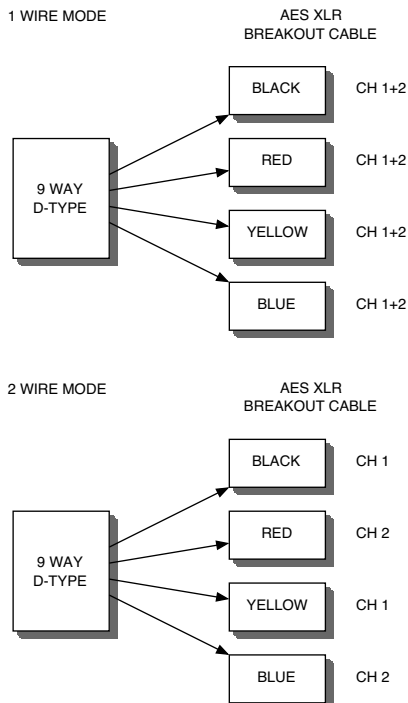 1 WIRE MODE
AES XLR
BREAKOUT CABLE
BLACK CH 1+2
RED CH 1+2
9 WAY
D-TYPE
YELLOW CH 1+2
BLUE CH 1+2
2 WIRE MODE
AES XLR
BREAKOUT CABLE
BLACK CH 1
RED CH 2
9 WAY
D-TYPE
YELLOW CH 1
BLUE CH 2